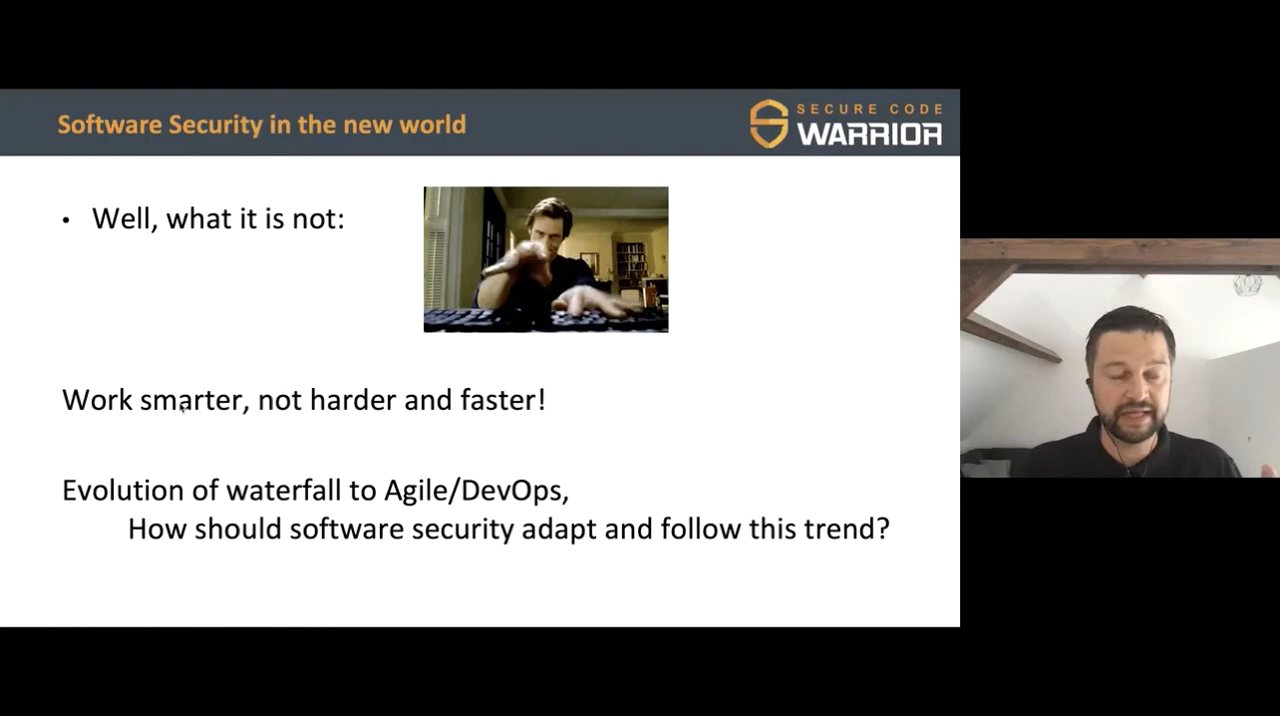 Software Security in the new world
SECURE CODE
WARRIOR
• Well, what it is not:
Work smarter, not harder and faster!
Evolution of waterfall to Agile/DevOps,
How should software security adapt and follow this trend?